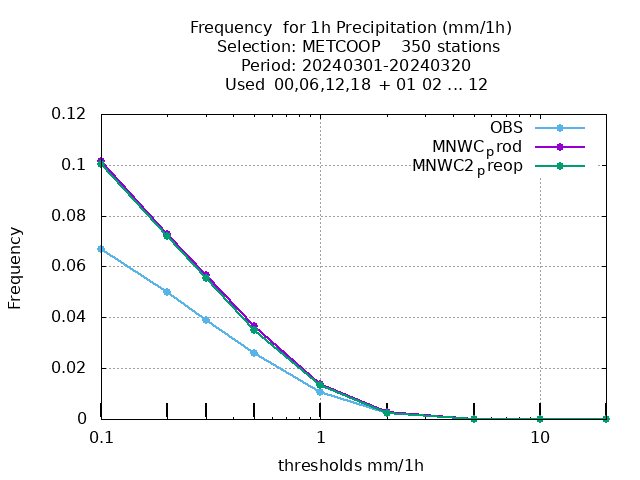 Frequency for 1h Precipitation (mm/1h)
Selection: METCOOP 350 stations
Period: 20240301-20240320
Used 00,06,12,18 + 01 02 ... 12
0.12
0.1
0.08
0.06
0.04
0.02
0
Frequency
OBS
MNWCprod
MNWC2preop
0.1
1
10
thresholds mm/1h